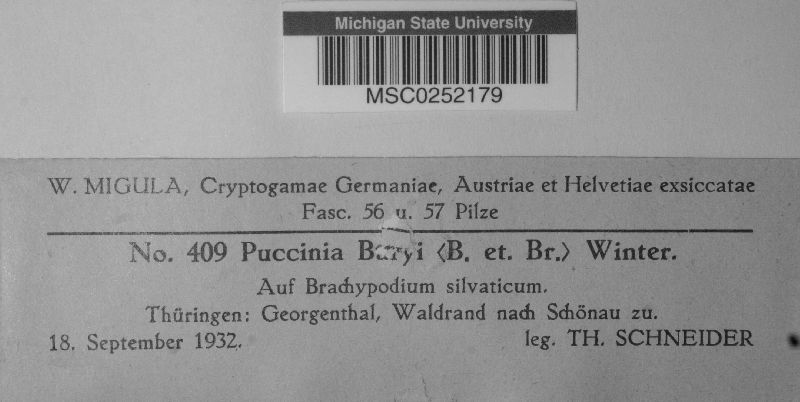 Michigan State University
MSC0252179
W. MIGULA, Cryptogamae Germaniae, Austriae et Helvetiae exsiccatae
Fasc. 56 u. 57 Pilze
No. 409 Puccinia Baryi (B. et. Br.) Winter.
Auf Brachypodium silvaticum.
Thüringen: Georgenthal, Waldrand nach Schönau zu.
18. September 1932.
leg. TH. SCHNEIDER